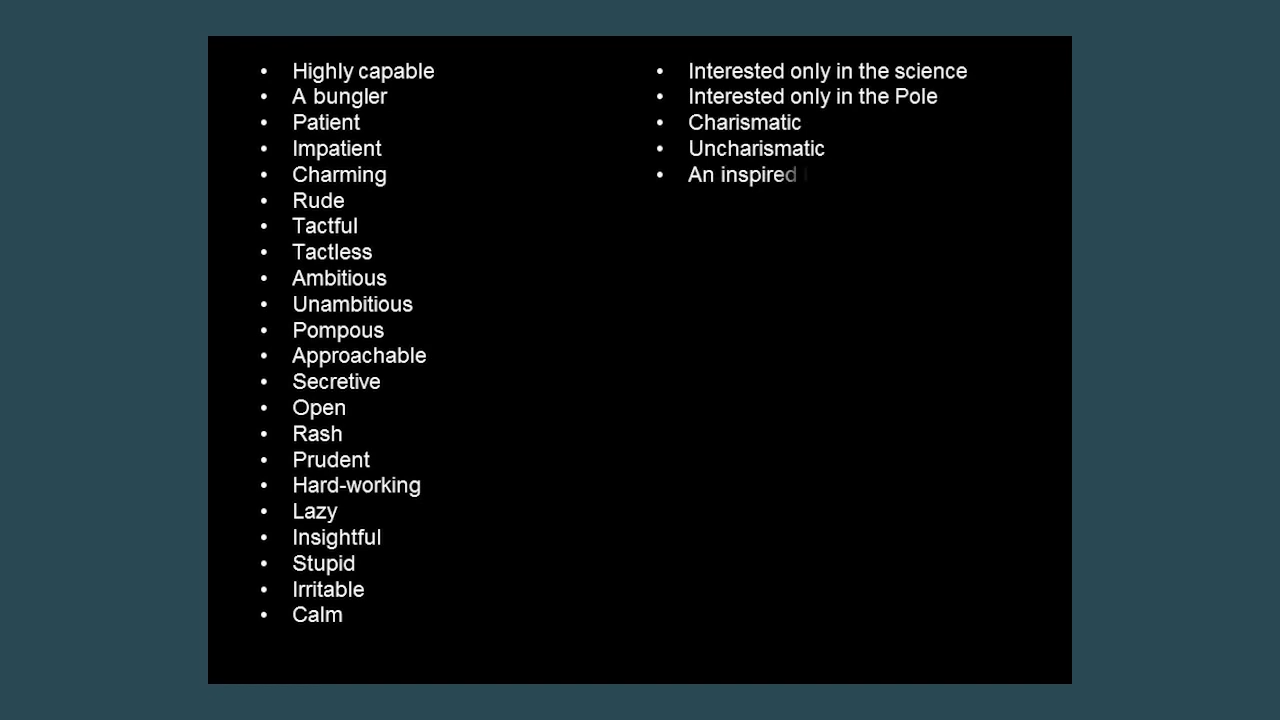 • Highly capable
• A bungler
• Patient
• Impatient
• Charming
• Rude
• Tactful
• Tactless
• Ambitious
• Unambitious
• Pompous
• Approachable
• Secretive
• Open
• Rash
• Prudent
• Hard-working
• Lazy
• Insightful
• Stupid
• Irritable
• Calm
• Interested only in the science
• Interested only in the Pole
• Charismatic
• Uncharismatic
• An inspired